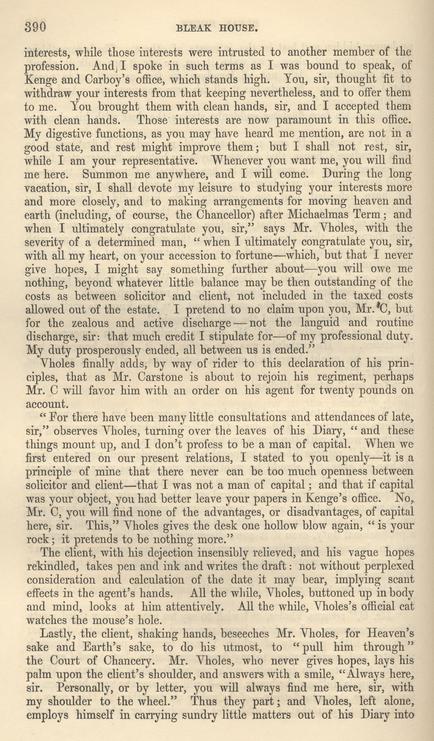 390 BLEAK HOUSE.
interests, while those interests were intrusted to another member of the
profession. And I spoke in such terms as I was bound to speak, of
Kenge and Carboy's office, which stands high. You, sir, thought fit to
withdraw your interests from that keeping nevertheless, and to offer them
to me. You brought them with clean hands, sir, and I accepted them
with clean hands. Those interests are now paramount in this office.
My digestive functions, as you may have heard me mention, are not in a
good state, and rest might improve them; but I shall not rest, sir,
while I am your representative. Whenever you want me, you will find
me here. Summon me anywhere, and I will come. During the long
vacation, sir, I shall devote my leisure to studying your interests more
and more closely, and to making arrangements for moving heaven and
earth (including, of course, the Chancellor) after Michaelmas Term; and
when I ultimately congratulate you, sir," says Mr. Vholes, with the
severity of a determined man, "when I ultimately congratulate you, sir,
with all my heart, on your accession to fortune—which, but that I never
give hopes, I might say something further about—you will owe me
nothing, beyond whatever little balance may be then outstanding of the
costs as between solicitor and client, not included in the taxed costs
allowed out of the estate. I pretend to no claim upon you, Mr. C, but
for the zealous and active discharge—not the languid and routine
discharge, sir: that much credit I stipulate for—of my professional duty.
My duty prosperously ended, all between us is ended."
Vholes finally adds, by way of rider to this declaration of his prin-
ciples, that as Mr. Carstone is about to rejoin his regiment, perhaps
Mr. C will favor him with an order on his agent for twenty pounds on
account.
"For there have been many little consultations and attendances of late,
sir," observes Vholes, turning over the leaves of his Diary, "and these
things mount up, and I don't profess to be a man of capital. When we
first entered on our present relations, I stated to you openly—it is a
principle of mine that there never can be too much openness between
solicitor and client—that I was not a man of capital; and that if capital
was your object, you had better leave your papers in Kenge's office. No,
Mr. C, you will find none of the advantages, or disadvantages, of capital
here, sir. This," Vholes gives the desk one hollow blow again, "is your
rock; it pretends to be nothing more."
The client, with his dejection insensibly relieved, and his vague hopes
rekindled, takes pen and ink and writes the draft: not without perplexed
consideration and calculation of the date it may bear, implying scant
effects in the agent's hands. All the while, Vholes, buttoned up in body
and mind, looks at him attentively. All the while, Vholes's official cat
watches the mouse's hole.
Lastly, the client, shaking hands, beseeches Mr. Vholes, for Heaven's
sake and Earth's sake, to do his utmost, to "pull him through"
the Court of Chancery. Mr. Vholes, who never gives hopes, lays his
palm upon the client's shoulder, and answers with a smile, "Always here,
sir. Personally, or by letter, you will always find me here, sir, with
my shoulder to the wheel." Thus they part; and Vholes, left alone,
employs himself in carrying sundry little matters out of his Diary into